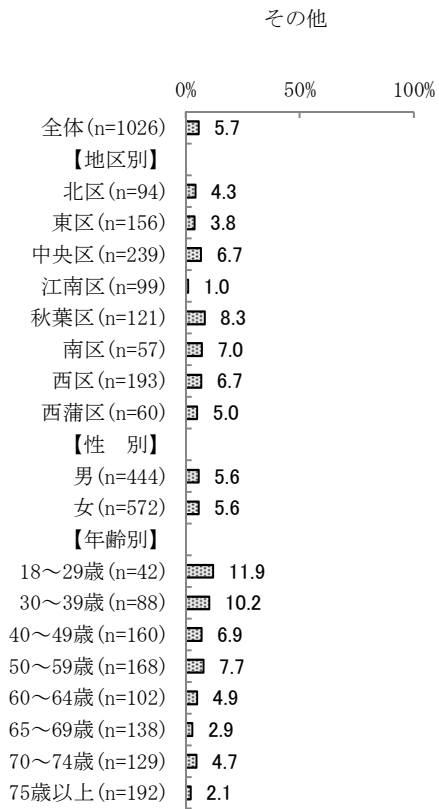 その他
0% 50% 100%
全体(n=1026) 5.7
【地区別】
北区(n=94) 4.3
東区(n=156) 3.8
中央区(n=239) 6.7
江南区(n=99) 1.0
秋葉区(n=121) 8.3
南区(n=57) 7.0
西区(n=193) 6.7
西蒲区(n=60) 5.0
【性　別】
男(n=444) 5.6
女(n=572) 5.6
【年齢別】
18～29歳(n=42) 11.9
30～39歳(n=88) 10.2
40～49歳(n=160) 6.9
50～59歳(n=168) 7.7
60～64歳(n=102) 4.9
65～69歳(n=138) 2.9
70～74歳(n=129) 4.7
75歳以上(n=192) 2.1